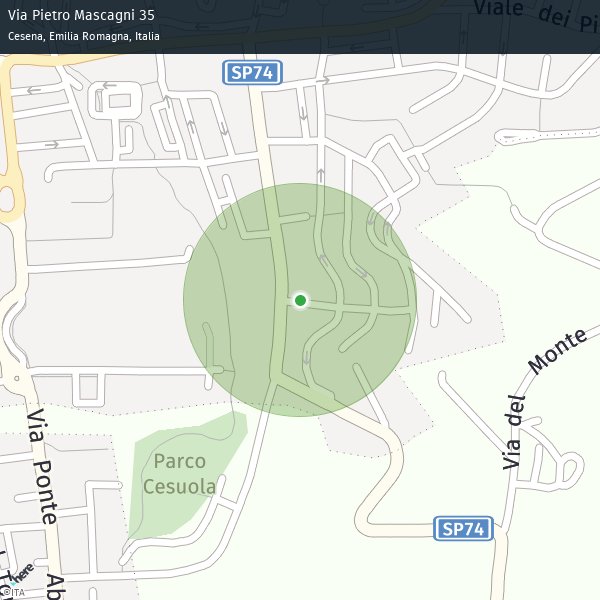 Via Pietro Mascagni 35
Cesena, Emilia Romagna, Italia
Viale dei Pi
SP74
Monte
Via del
Via Ponte
Parco
Cesuola
SP74
Ab
here
©ITA